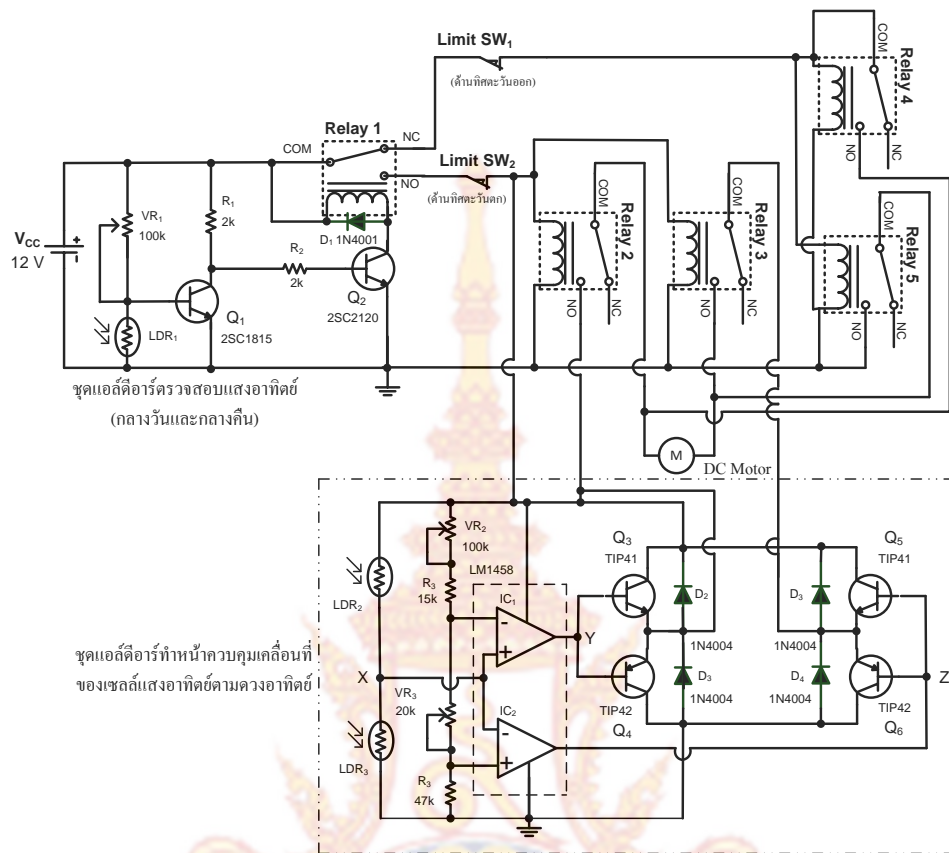 Limit SW1
(ด้านทิศตะวันออก)
COM
Relay 4
NO
NC
Relay 1
COM
NC
NO
Limit SW2
(ด้านทิศตะวันตก)
COM
Relay 2
NO
NC
COM
Relay 3
NO
NC
COM
Relay 5
NO
NC
VCC
12 V
VR1
100k
R1
2k
D1 1N4001
R2
2k
Q1
2SC1815
Q2
2SC2120
LDR1
ชุดแอล์ดีอาร์ตรวจสอบแสงอาทิตย์
(กลางวันและกลางคืน)
M
DC Motor
VR2
100k
LM1458
R3
15k
LDR2
IC1
-
+
Y
X
VR3
20k
IC2
-
+
LDR3
R3
47k
Q3
TIP41
D2
1N4004
D3
1N4004
TIP42
Q4
Q5
TIP41
D3
1N4004
D4
1N4004
TIP42
Q6
Z
ชุดแอล์ดีอาร์ทำหน้าควบคุมเคลื่อนที่
ของเซลล์แสงอาทิตย์ตามดวงอาทิตย์